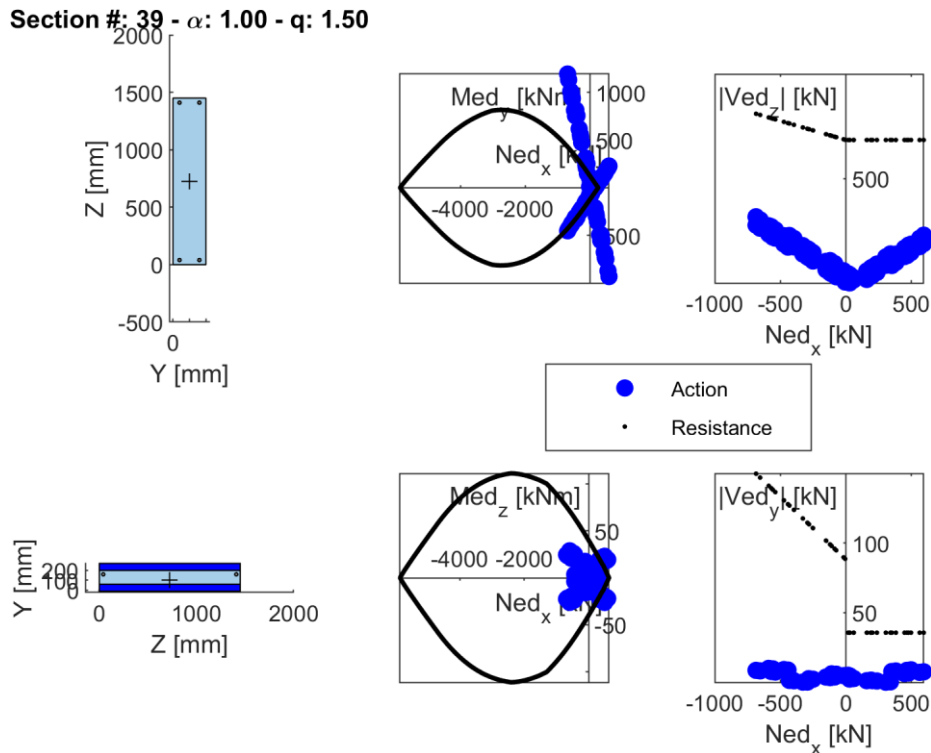 Section #: 39 - α: 1.00 - q: 1.50
2000
1500
1000
500
0
-500
Z [mm]
0
Y [mm]
Med_y [kNm]
1000
500
Ned_x [kN]
-4000 -2000
500
|Ved_z| [kN]
500
-1000 -500 0 500
Ned_x [kN]
Action
Resistance
200
100
0
Y [mm]
0 1000 2000
Z [mm]
Med_z [kNm]
50
-4000 -2000
Ned_x [kN]
-50
|Ved_y| [kN]
100
50
-1000 -500 0 500
Ned_x [kN]